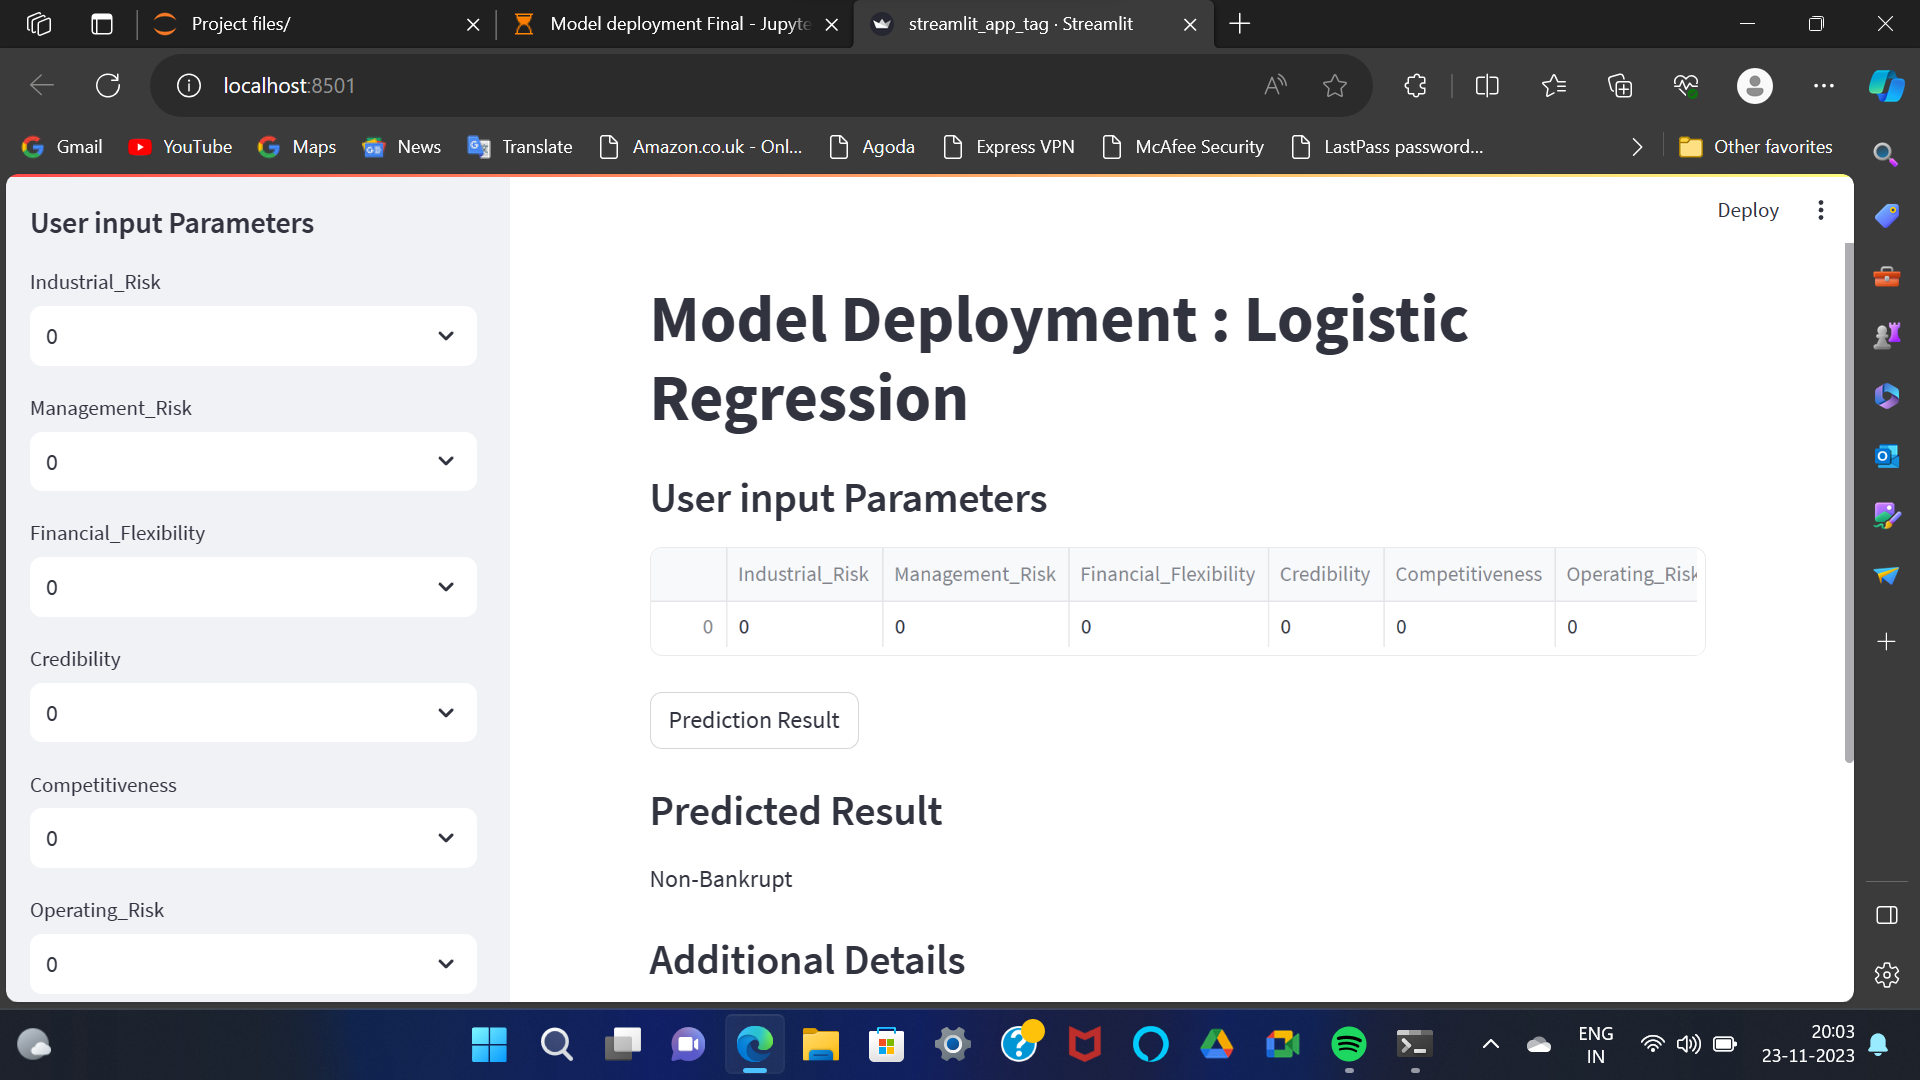 Project files/
Model deployment Final - Jupyte
streamlit_app_tag · Streamlit
localhost:8501
Gmail
YouTube
Maps
News
Translate
Amazon.co.uk - Onl...
Agoda
Express VPN
McAfee Security
LastPass password...
Other favorites
User input Parameters
Industrial_Risk
0
Management_Risk
0
Financial_Flexibility
0
Credibility
0
Competitiveness
0
Operating_Risk
0
Deploy
Model Deployment : Logistic
Regression
User input Parameters
Industrial_Risk Management_Risk Financial_Flexibility Credibility Competitiveness Operating_Risk
0 0 0 0 0 0 0
Prediction Result
Predicted Result
Non-Bankrupt
Additional Details
ENG
IN
20:03
23-11-2023